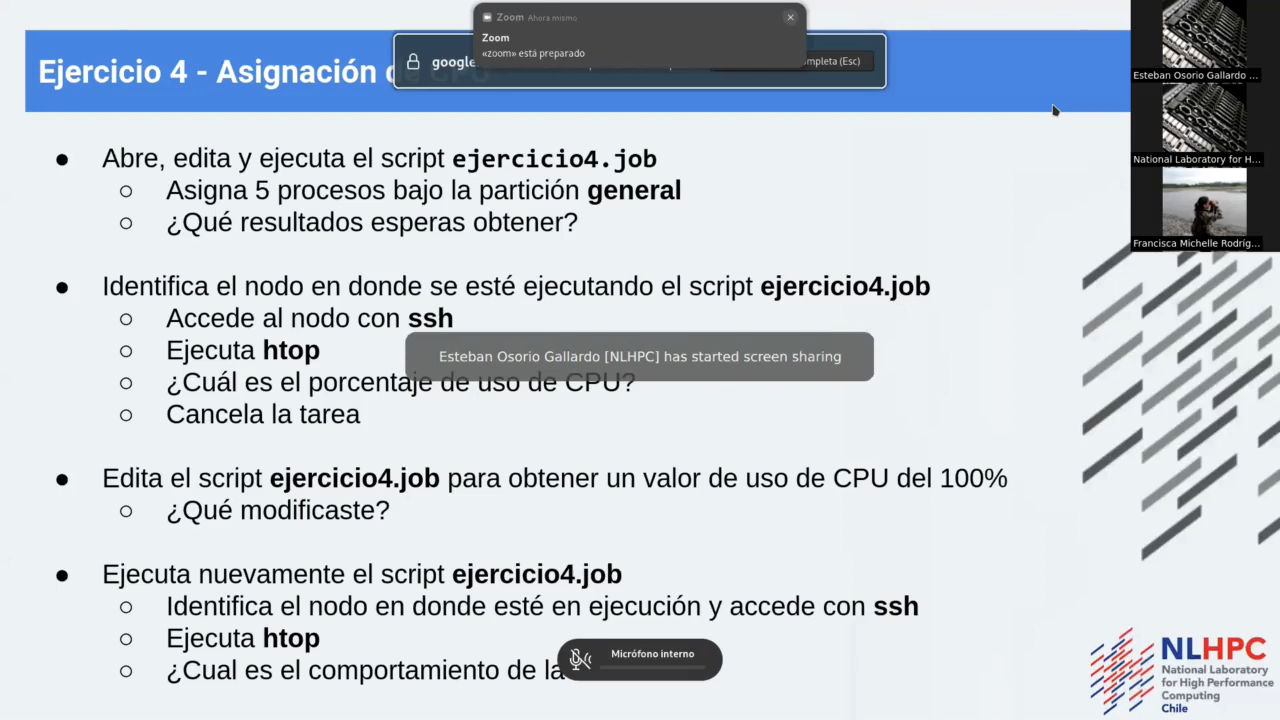 Zoom Ahora mismo
Zoom
«zoom» está preparado
google
mpleta (Esc)
Ejercicio 4 - Asignación
Esteban Osorio Gallardo ...
National Laboratory for H...
Francisca Michelle Rodríg...
● Abre, edita y ejecuta el script ejercicio4.job
○ Asigna 5 procesos bajo la partición general
○ ¿Qué resultados esperas obtener?
● Identifica el nodo en donde se esté ejecutando el script ejercicio4.job
○ Accede al nodo con ssh
○ Ejecuta htop
Esteban Osorio Gallardo [NLHPC] has started screen sharing
○ ¿Cuál es el porcentaje de uso de CPU?
○ Cancela la tarea
● Edita el script ejercicio4.job para obtener un valor de uso de CPU del 100%
○ ¿Qué modificaste?
● Ejecuta nuevamente el script ejercicio4.job
○ Identifica el nodo en donde esté en ejecución y accede con ssh
○ Ejecuta htop
Micrófono interno
○ ¿Cual es el comportamiento de la
NLHPC
National Laboratory
for High Performance
Computing
Chile